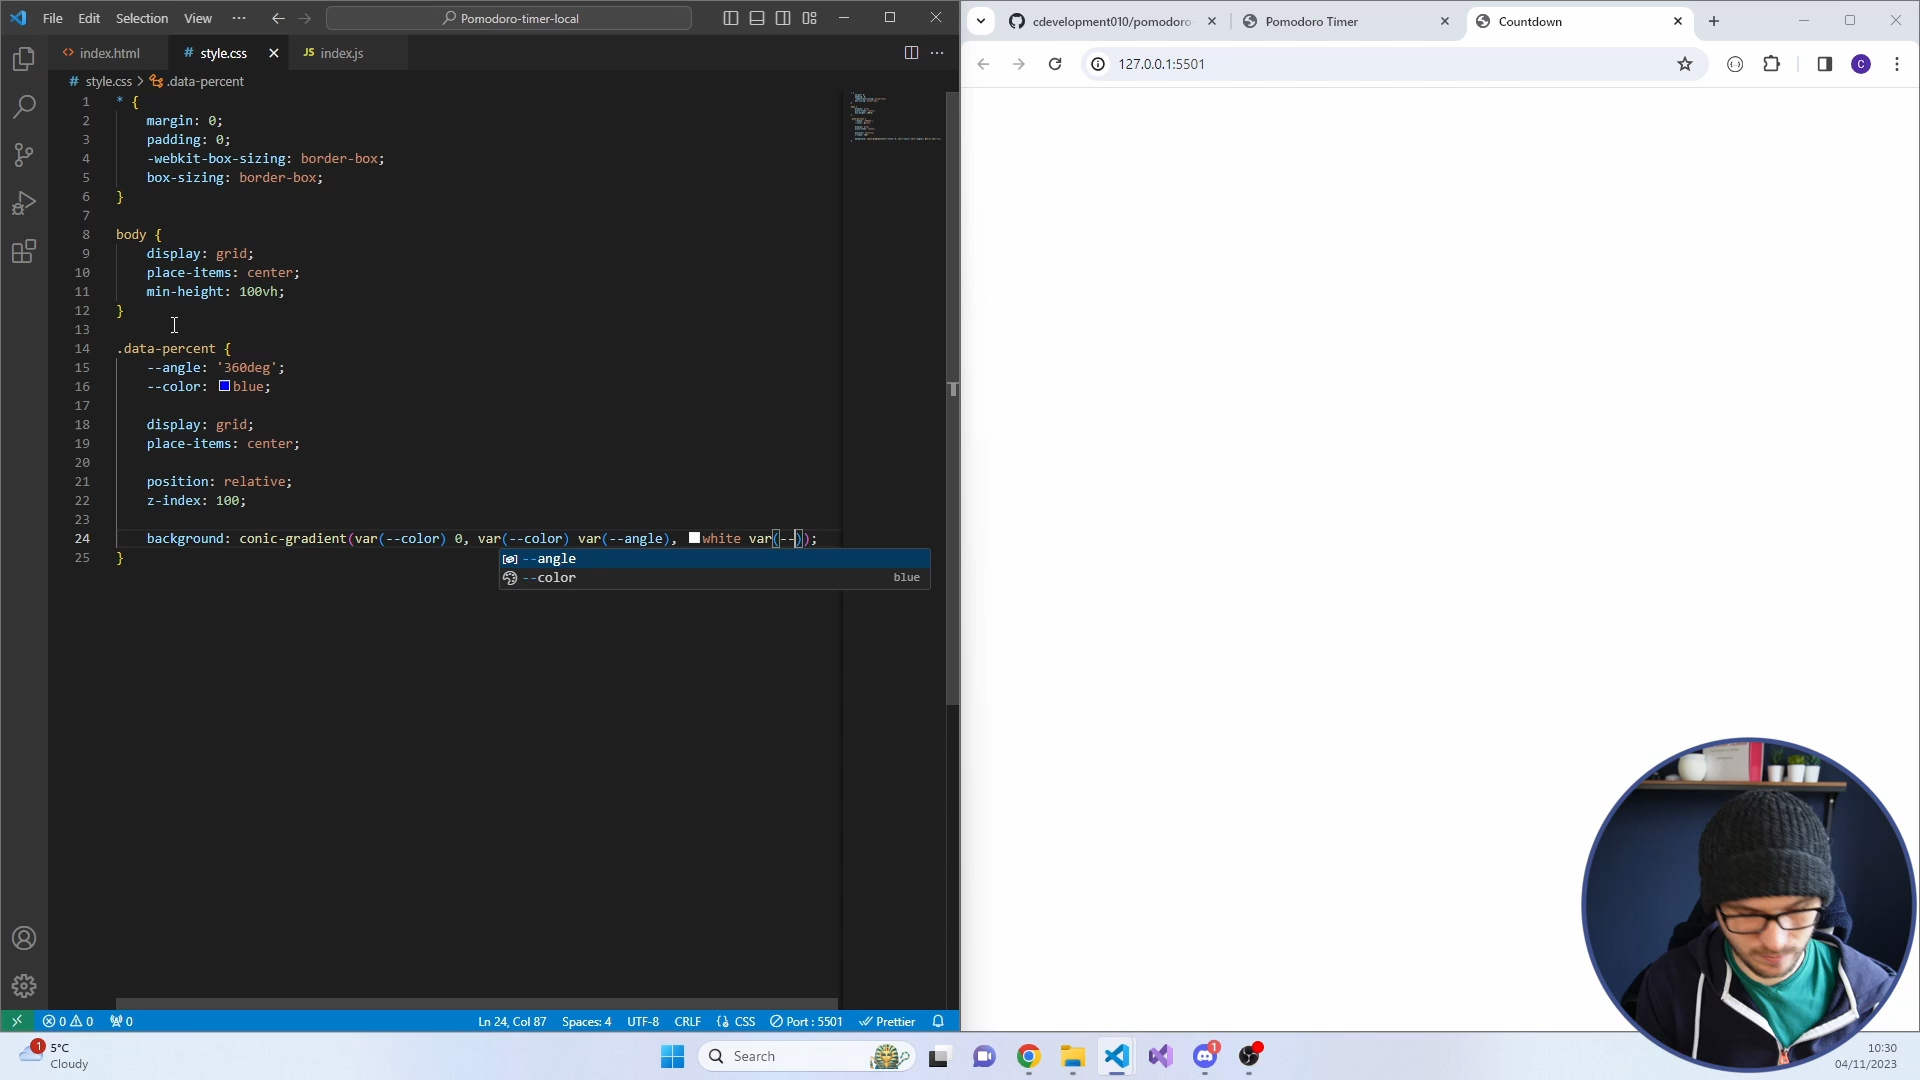 File Edit Selection View ··· Pomodoro-timer-local
cdevelopment010/pomodoro- Pomodoro Timer Countdown
127.0.0.1:5501
C
<> index.html # style.css JS index.js
# style.css > .data-percent
1 * {
2 margin: 0;
3 padding: 0;
4 -webkit-box-sizing: border-box;
5 box-sizing: border-box;
6 }
7
8 body {
9 display: grid;
10 place-items: center;
11 min-height: 100vh;
12 }
13
14 .data-percent {
15 --angle: '360deg';
16 --color: blue;
17
18 display: grid;
19 place-items: center;
20
21 position: relative;
22 z-index: 100;
23
24 background: conic-gradient(var(--color) 0, var(--color) var(--angle), white var(--));
25 }
--angle
--color blue
0 0 0 Ln 24, Col 87 Spaces: 4 UTF-8 CRLF {} CSS Port : 5501 Prettier
1 5°C
Cloudy
Search
1
10:30
04/11/2023